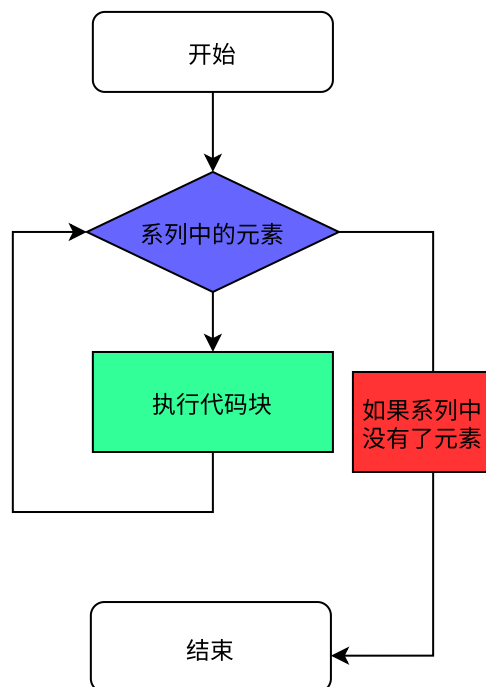 开始
系列中的元素
执行代码块
如果系列中
没有了元素
结束